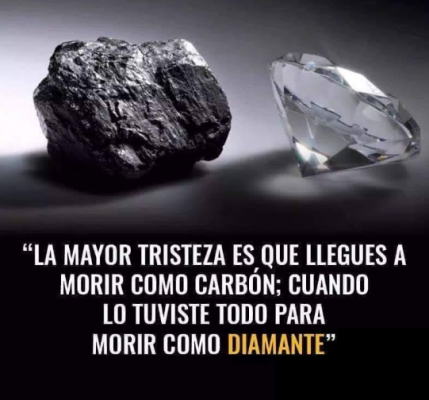 “LA MAYOR TRISTEZA ES QUE LLEGUES A
MORIR COMO CARBÓN; CUANDO
LO TUVISTE TODO PARA
MORIR COMO DIAMANTE”